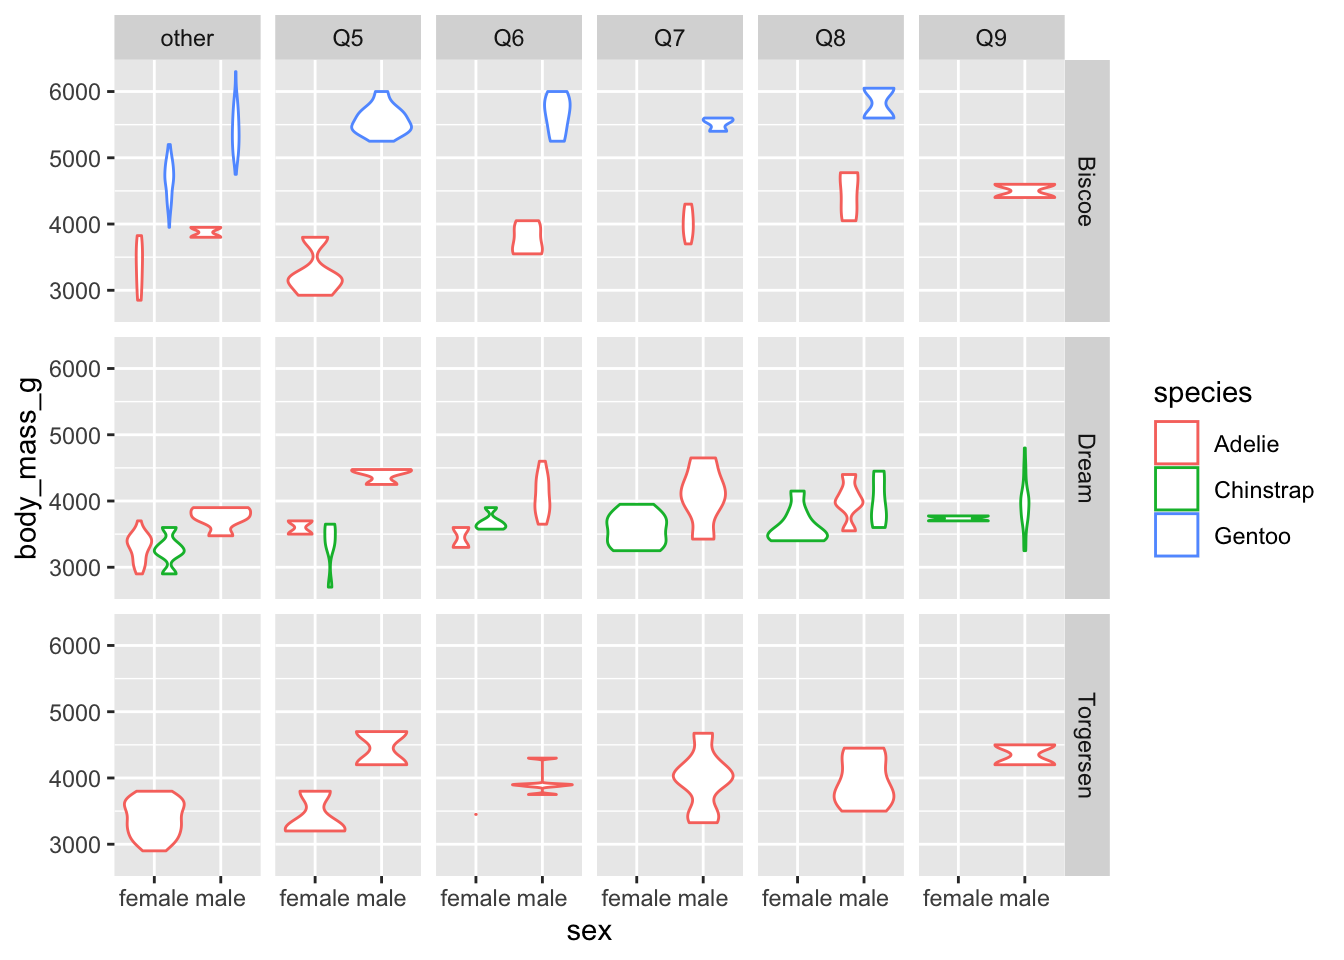 other Q5 Q6 Q7 Q8 Q9
6000
5000
4000
3000
Biscoe
6000
5000
4000
3000
Dream
6000
5000
4000
3000
Torgersen
body_mass_g
female male female male female male female male female male female male
sex
species
Adelie
Chinstrap
Gentoo